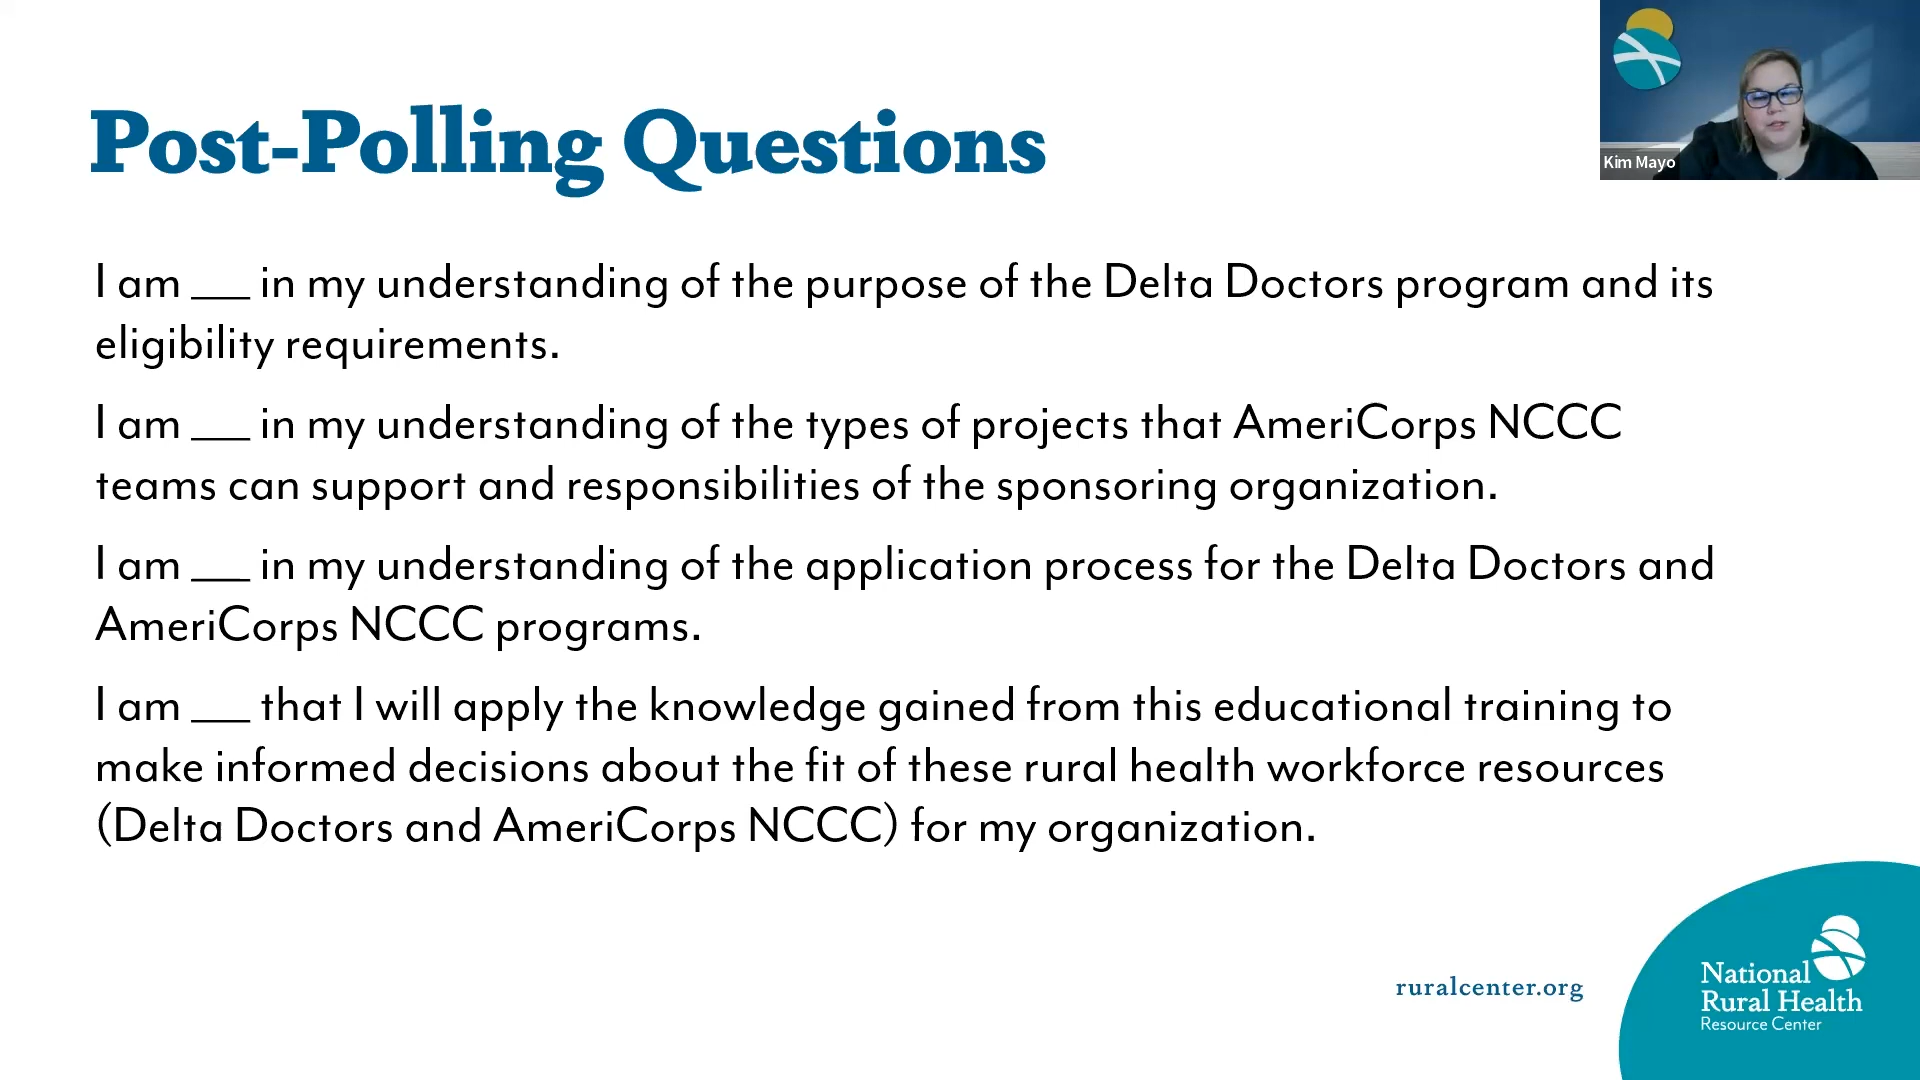 Post-Polling Questions
Kim Mayo
I am ___ in my understanding of the purpose of the Delta Doctors program and its
eligibility requirements.
I am ___ in my understanding of the types of projects that AmeriCorps NCCC
teams can support and responsibilities of the sponsoring organization.
I am ___ in my understanding of the application process for the Delta Doctors and
AmeriCorps NCCC programs.
I am ___ that I will apply the knowledge gained from this educational training to
make informed decisions about the fit of these rural health workforce resources
(Delta Doctors and AmeriCorps NCCC) for my organization.
ruralcenter.org
National
Rural Health
Resource Center